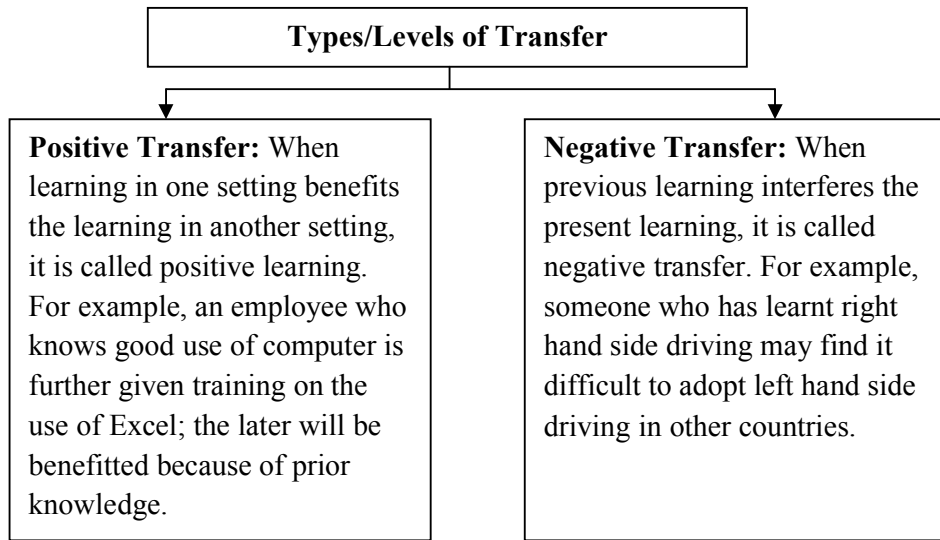 Types/Levels of Transfer
Positive Transfer: When
learning in one setting benefits
the learning in another setting,
it is called positive learning.
For example, an employee who
knows good use of computer is
further given training on the
use of Excel; the later will be
benefitted because of prior
knowledge.
Negative Transfer: When
previous learning interferes the
present learning, it is called
negative transfer. For example,
someone who has learnt right
hand side driving may find it
difficult to adopt left hand side
driving in other countries.